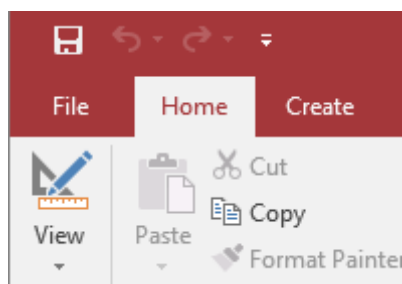 File Home Create
Cut
Copy
View Paste
Format Painter